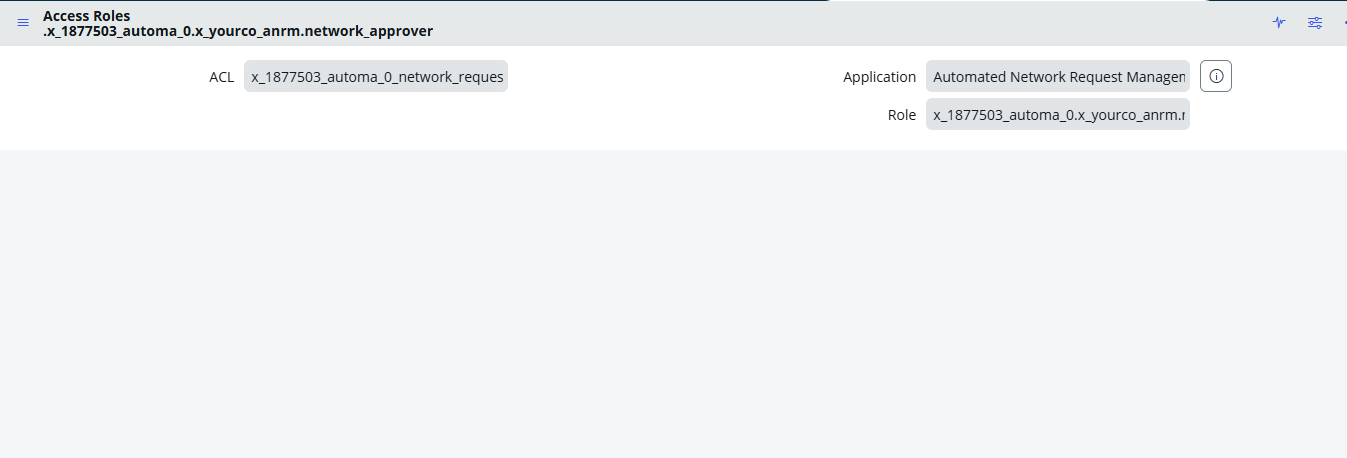 Access Roles
.x_1877503_automa_0.x_yourco_anrm.network_approver
ACL x_1877503_automa_0_network_reques
Application Automated Network Request Managen
Role x_1877503_automa_0.x_yourco_anrm.r